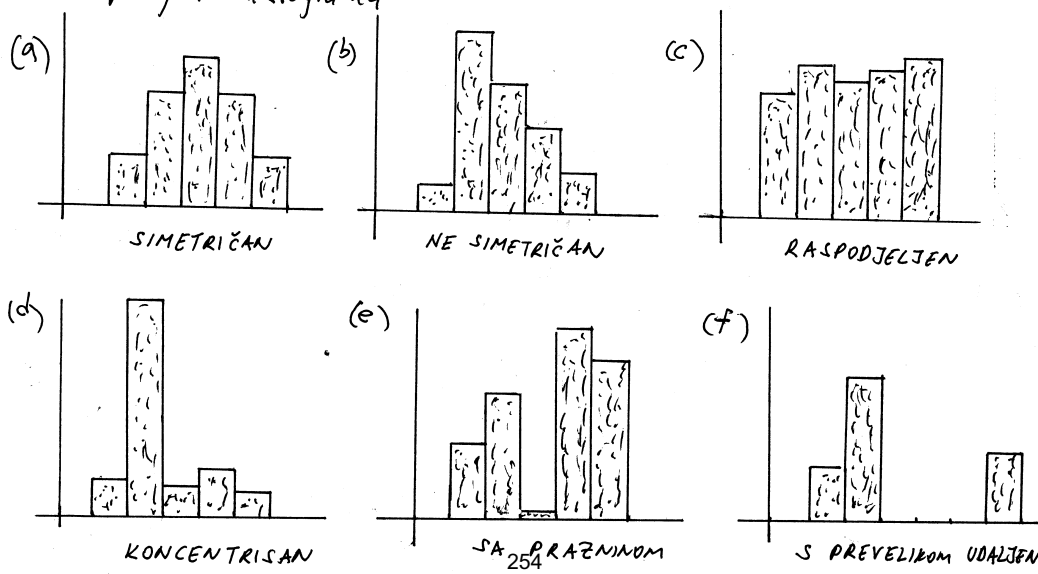 (a)
(b)
(c)
SIMETRIČAN
NE SIMETRIČAN
RASPODJELJEN
(d)
(e)
(f)
KONCENTRISAN
SA PRAZNINOM
S PREVELIKOM UDALJEN
254